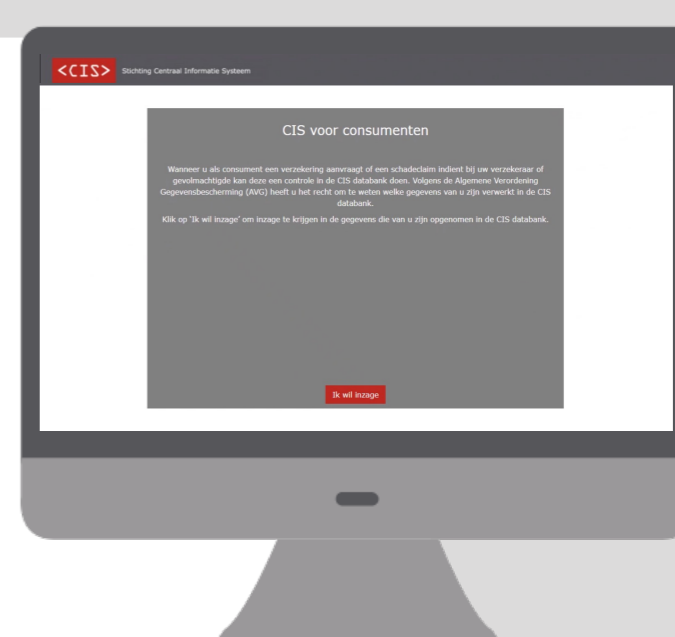 <CIS> Stichting Centraal Informatie Systeem
CIS voor consumenten
Wanneer u als consument een verzekering aanvraagt of een schadeclaim indient bij uw verzekeraar of
gevolmachtigde kan deze een controle in de CIS databank doen. Volgens de Algemene Verordening
Gegevensbescherming (AVG) heeft u het recht om te weten welke gegevens van u zijn verwerkt in de CIS
databank.
Klik op 'Ik wil inzage' om inzage te krijgen in de gegevens die van u zijn opgenomen in de CIS databank.
Ik wil inzage